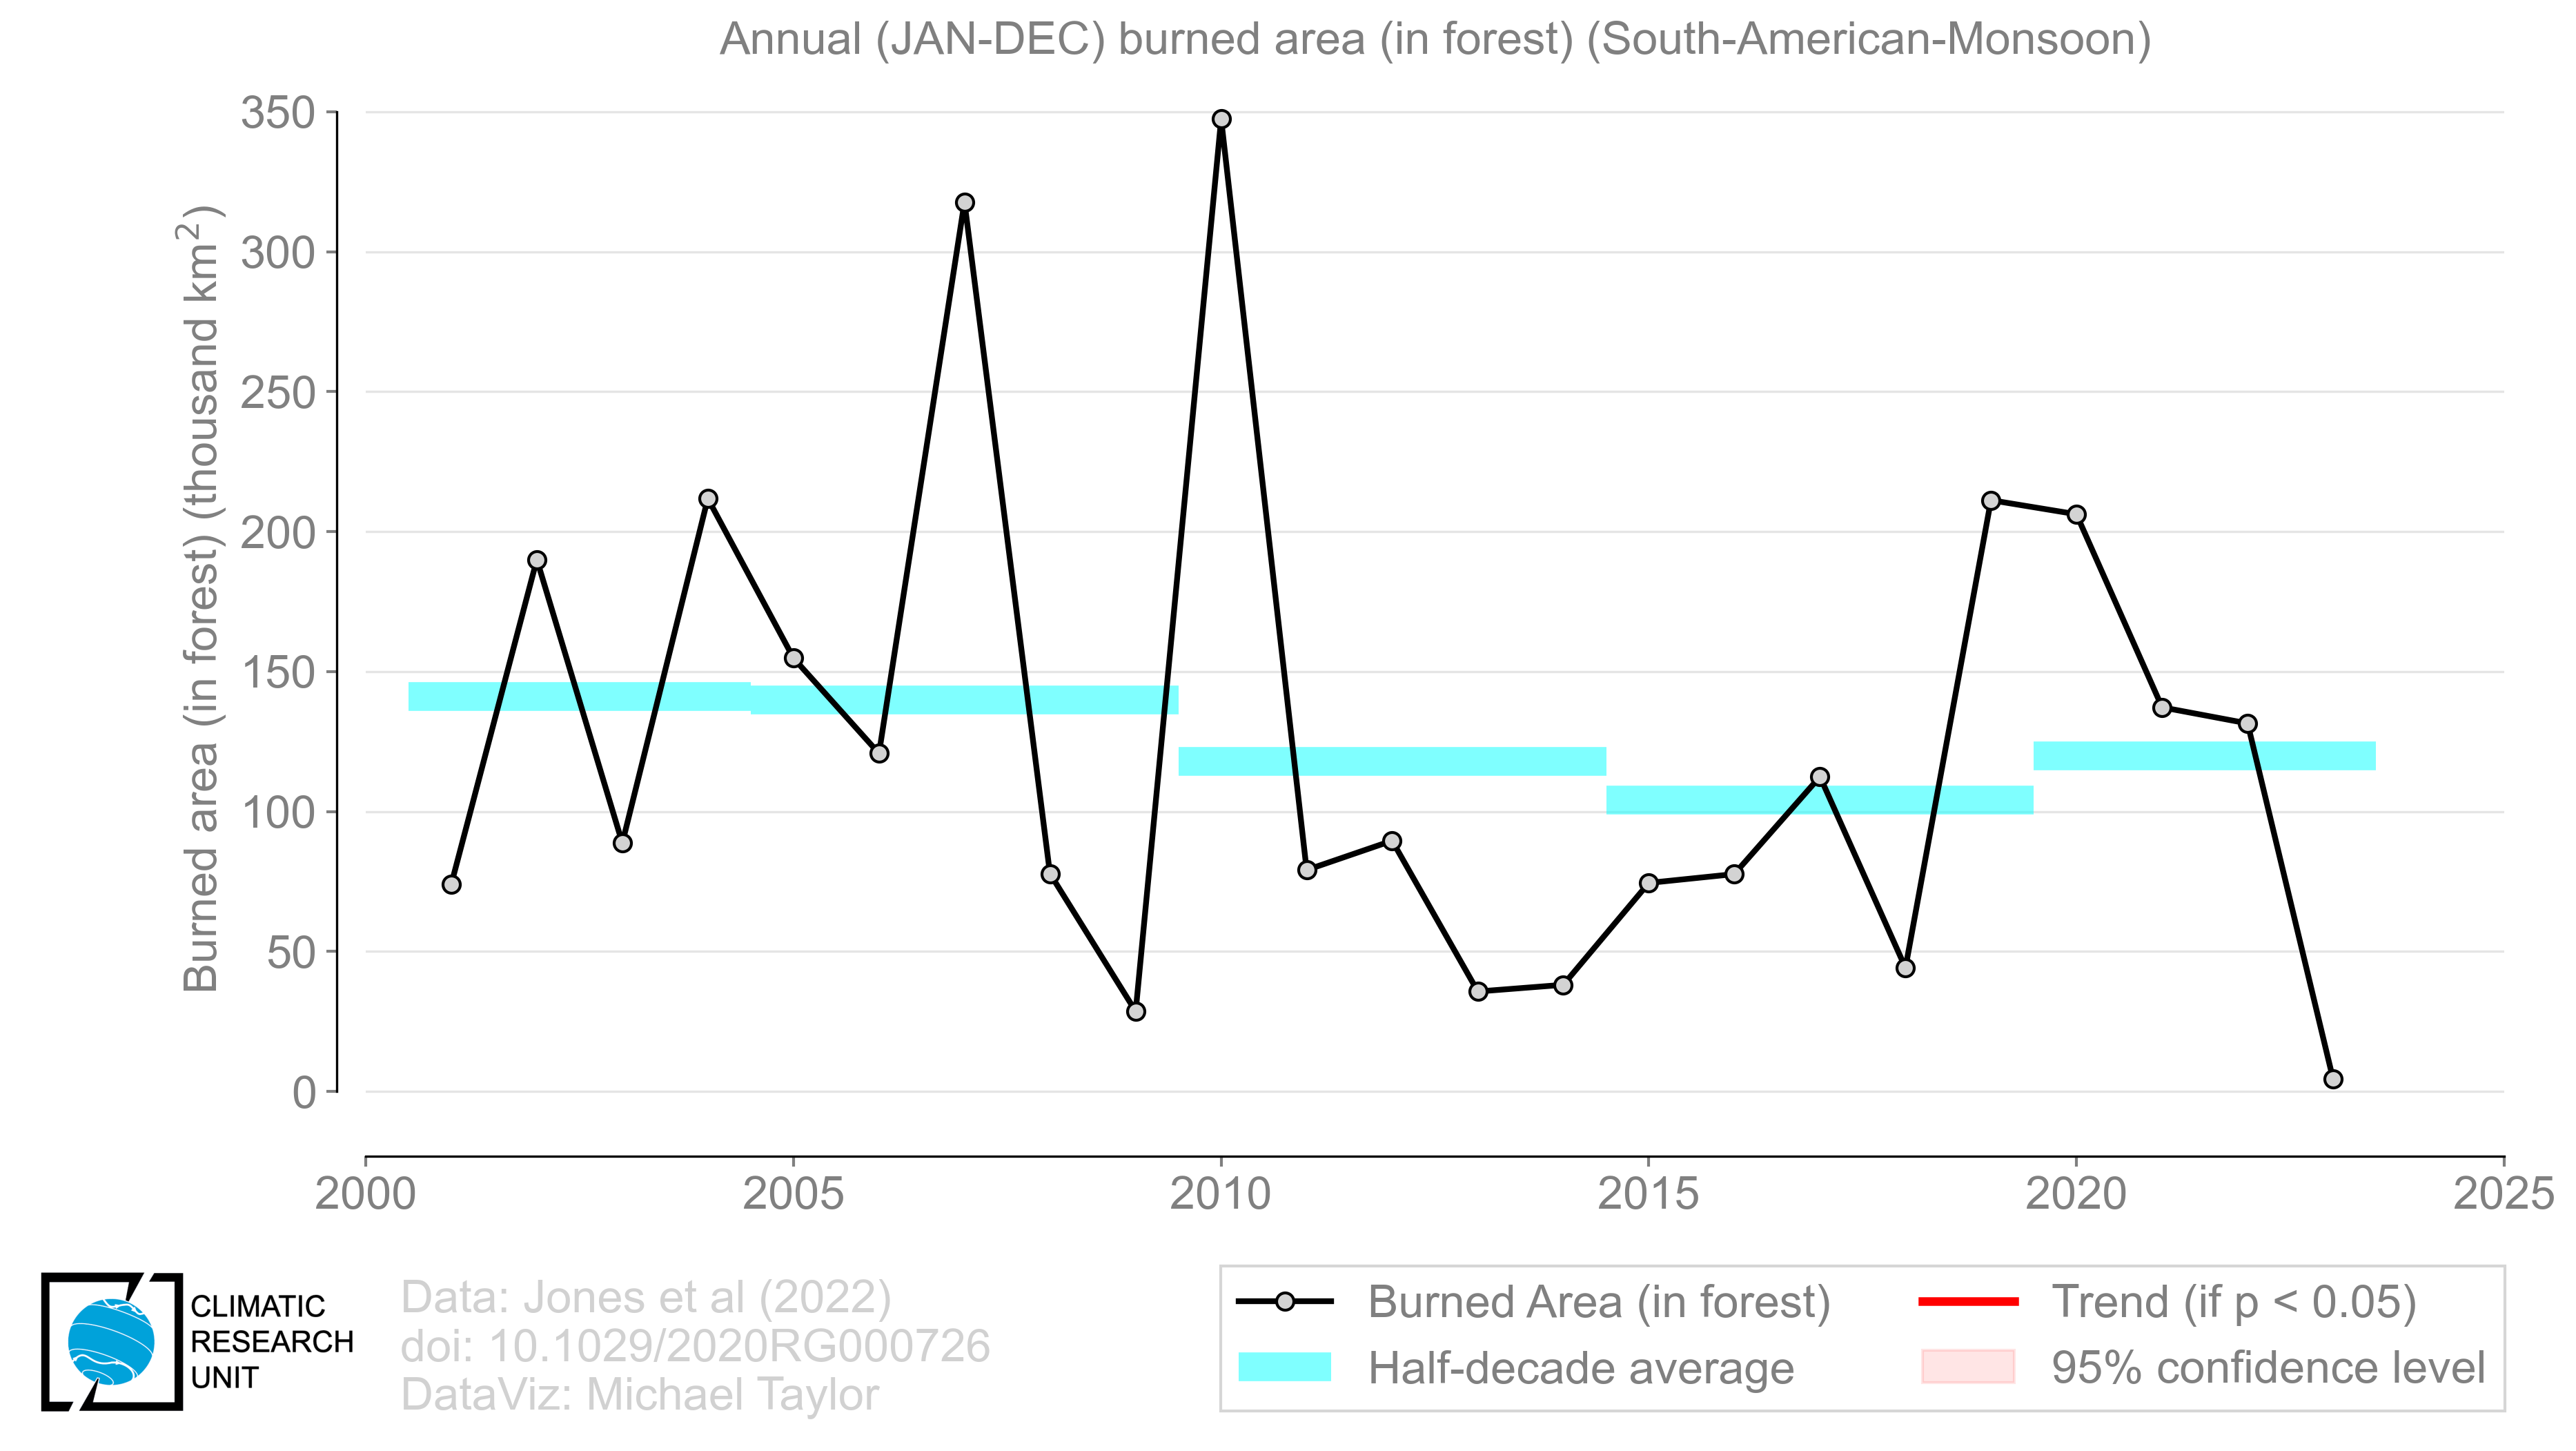 Annual (JAN-DEC) burned area (in forest) (South-American-Monsoon)
Burned area (in forest) (thousand km²)
350
300
250
200
150
100
50
0
2000 2005 2010 2015 2020 2025
CLIMATIC
RESEARCH
UNIT
Data: Jones et al (2022)
doi: 10.1029/2020RG000726
DataViz: Michael Taylor
Burned Area (in forest)
Half-decade average
Trend (if p < 0.05)
95% confidence level